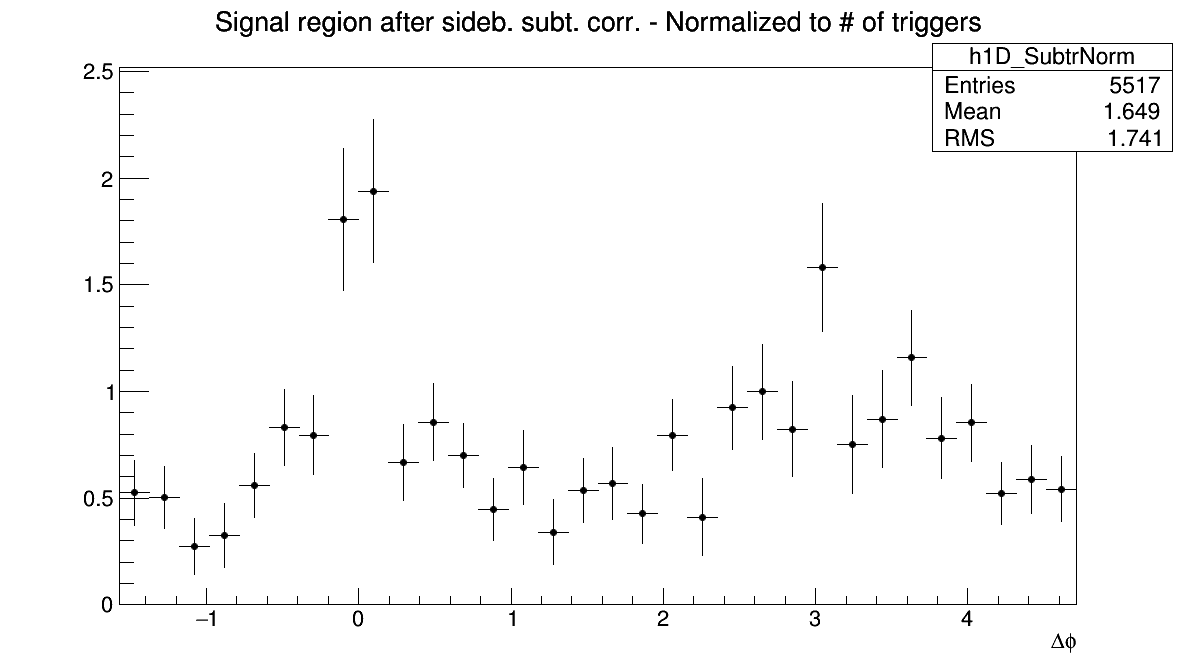 Signal region after sideb. subt. corr. - Normalized to # of triggers
h1D_SubtrNorm
Entries 5517
Mean 1.649
RMS 1.741
2.5
2
1.5
1
0.5
0
−1 0 1 2 3 4
Δϕ